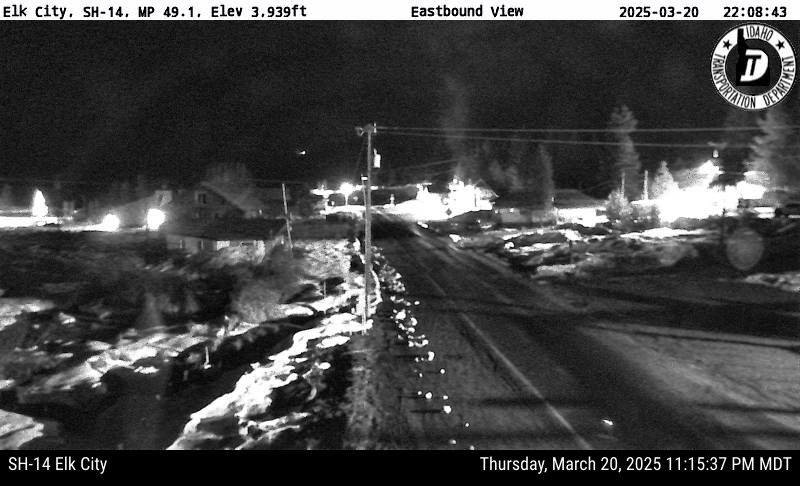 Elk City, SH-14, MP 49.1, Elev 3,939ft Eastbound View 2025-03-20 22:08:43
IDAHO
TRANSPORTATION DEPARTMENT
SH-14 Elk City Thursday, March 20, 2025 11:15:37 PM MDT